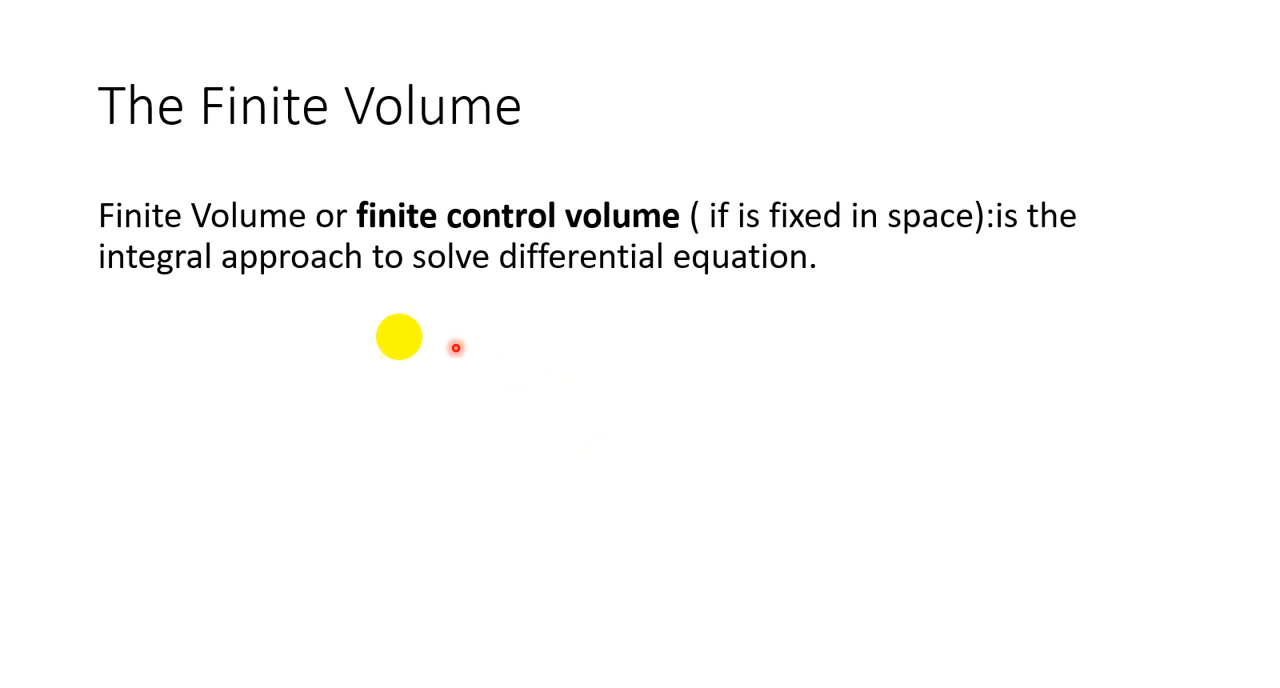 The Finite Volume
Finite Volume or finite control volume ( if is fixed in space):is the
integral approach to solve differential equation.